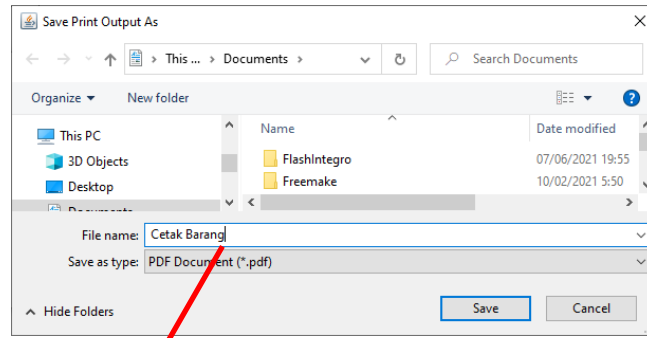 Save Print Output As
This ... > Documents >
Search Documents
Organize
New folder
This PC
3D Objects
Desktop
Documents
Name
Date modified
FlashIntegro
07/06/2021 19:55
Freemake
10/02/2021 5:50
File name: Cetak Barang
Save as type: PDF Document (*.pdf)
Hide Folders
Save
Cancel